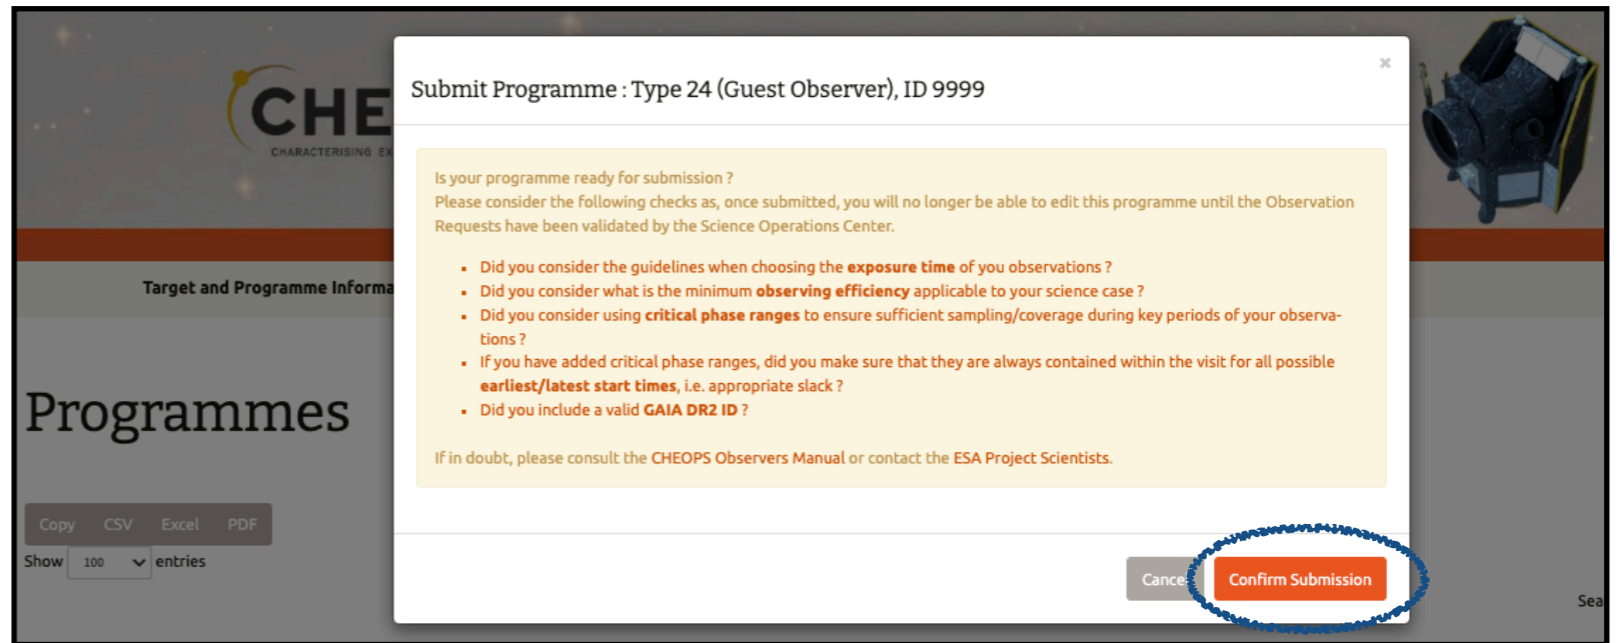 CHE
CHARACTERISING EX
×
Submit Programme : Type 24 (Guest Observer), ID 9999
Is your programme ready for submission ?
Please consider the following checks as, once submitted, you will no longer be able to edit this programme until the Observation
Requests have been validated by the Science Operations Center.
▪ Did you consider the guidelines when choosing the exposure time of you observations ?
▪ Did you consider what is the minimum observing efficiency applicable to your science case ?
▪ Did you consider using critical phase ranges to ensure sufficient sampling/coverage during key periods of your observa-
tions ?
▪ If you have added critical phase ranges, did you make sure that they are always contained within the visit for all possible
earliest/latest start times, i.e. appropriate slack ?
▪ Did you include a valid GAIA DR2 ID ?
If in doubt, please consult the CHEOPS Observers Manual or contact the ESA Project Scientists.
Target and Programme Informa
Programmes
Copy CSV Excel PDF
Show 100 entries
Cance
Confirm Submission
Sea